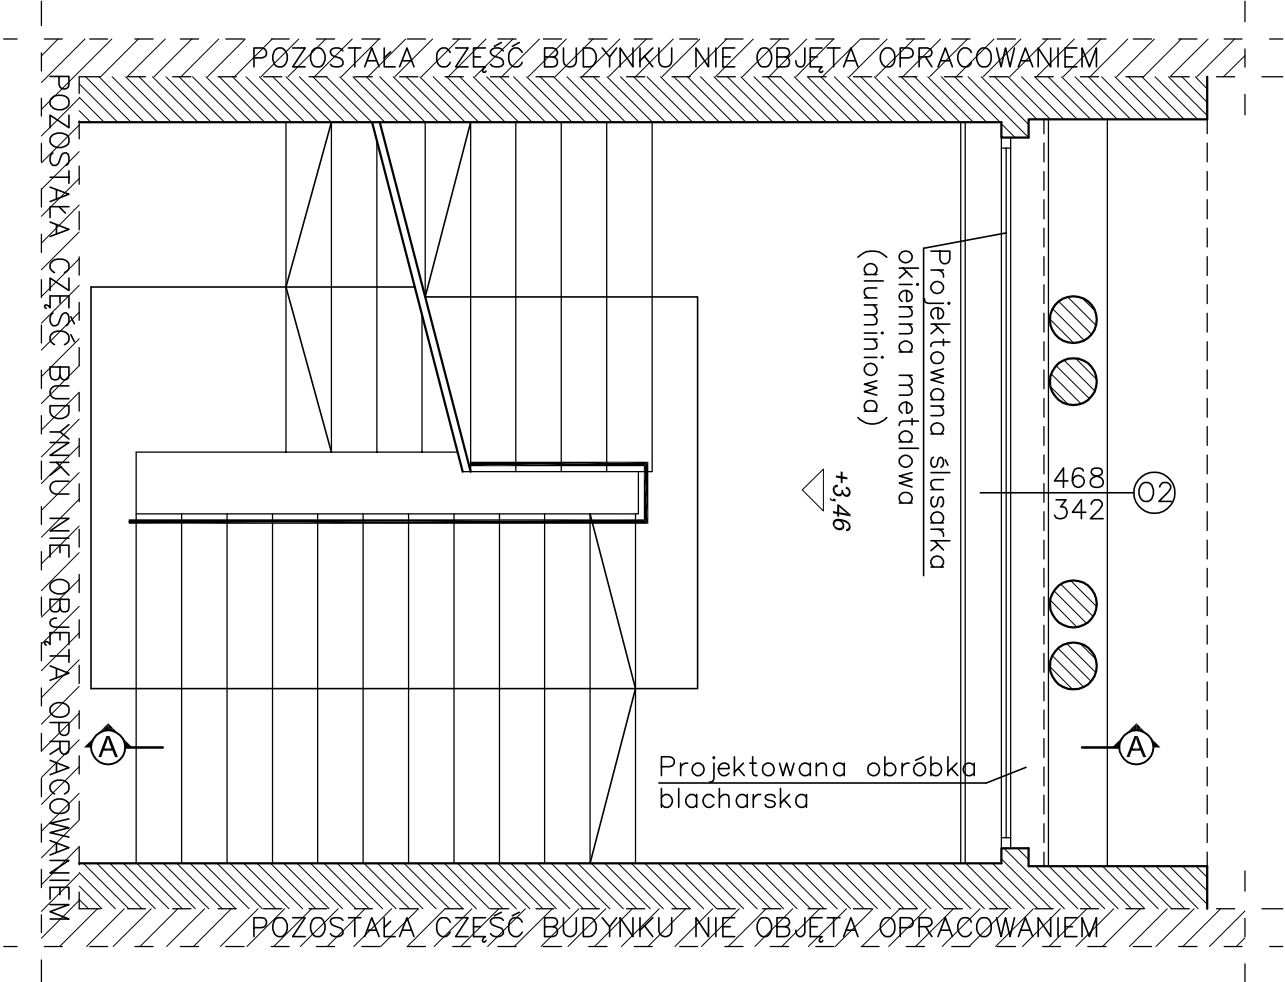 POZOSTAŁA CZĘŚĆ BUDYNKU NIE OBJĘTA OPRACOWANIEM
POZOSTAŁA CZĘŚĆ BUDYNKU NIE OBJĘTA OPRACOWANIEM
Projektowana ślusarka
okienna metalowa
(aluminiowa)
+3,46
468
342
O2
A
A
Projektowana obróbka
blacharska
POZOSTAŁA CZĘŚĆ BUDYNKU NIE OBJĘTA OPRACOWANIEM